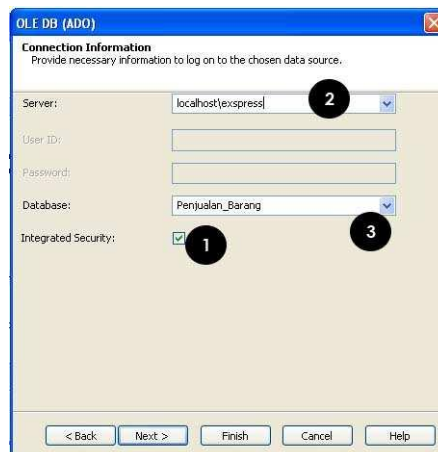 OLE DB (ADO)
Connection Information
Provide necessary information to log on to the chosen data source.
Server:
localhost\exspress
2
User ID:
Password:
Database:
Penjualan_Barang
3
Integrated Security:
1
< Back
Next >
Finish
Cancel
Help